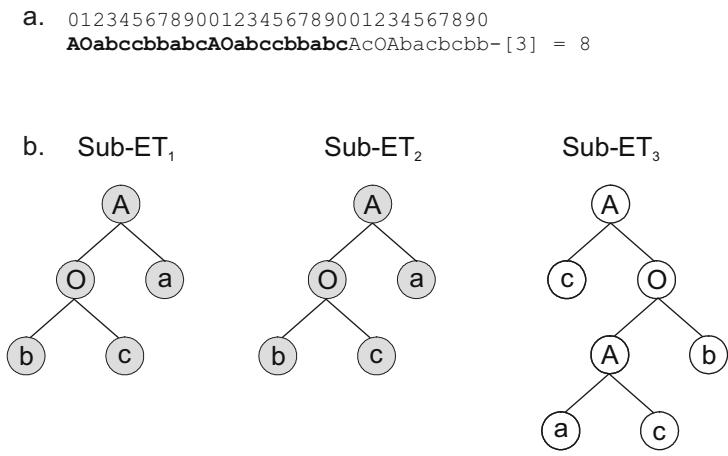 a. 012345678900123456789001234567890
AOabccbbabcAOabccbbabcAcOAbacbcbb-[3] = 8
b. Sub-ET₁ Sub-ET₂ Sub-ET₃
A A A
O a O a c O
b c b c A b
a c